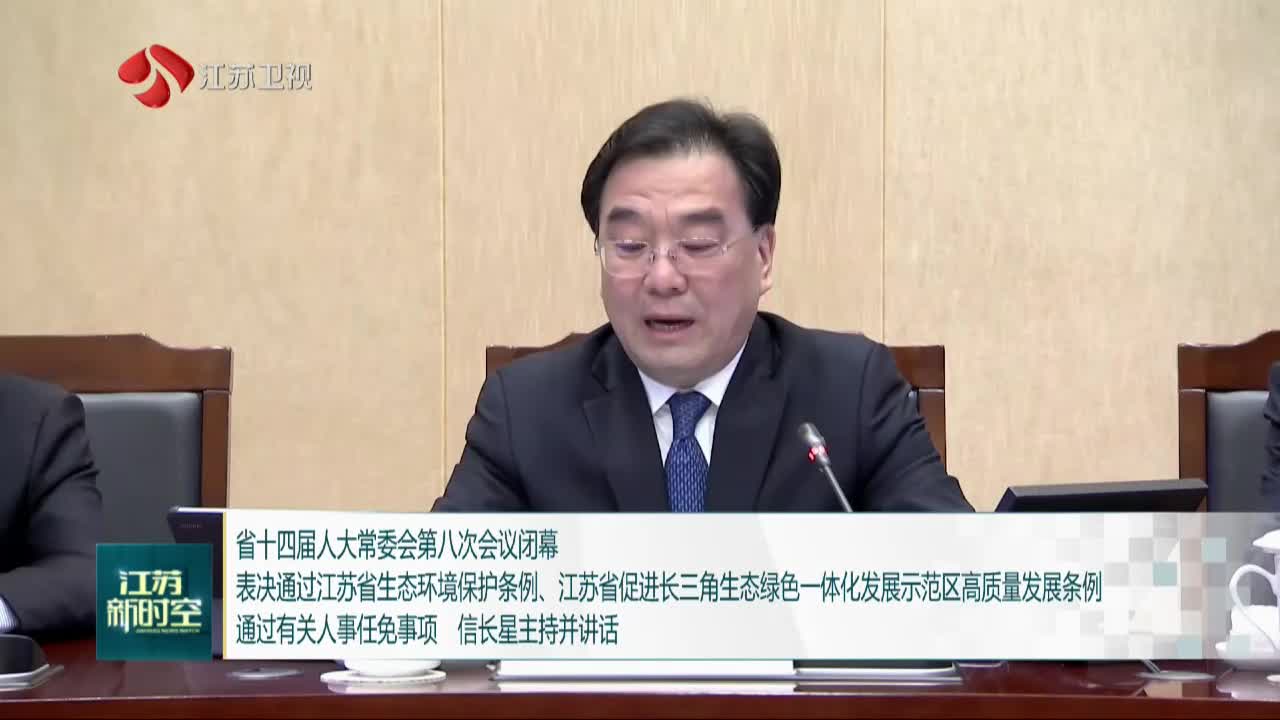 江苏卫视
省十四届人大常委会第八次会议闭幕
表决通过江苏省生态环境保护条例、江苏省促进长三角生态绿色一体化发展示范区高质量发展条例
通过有关人事任免事项 信长星主持并讲话
江苏
新时空